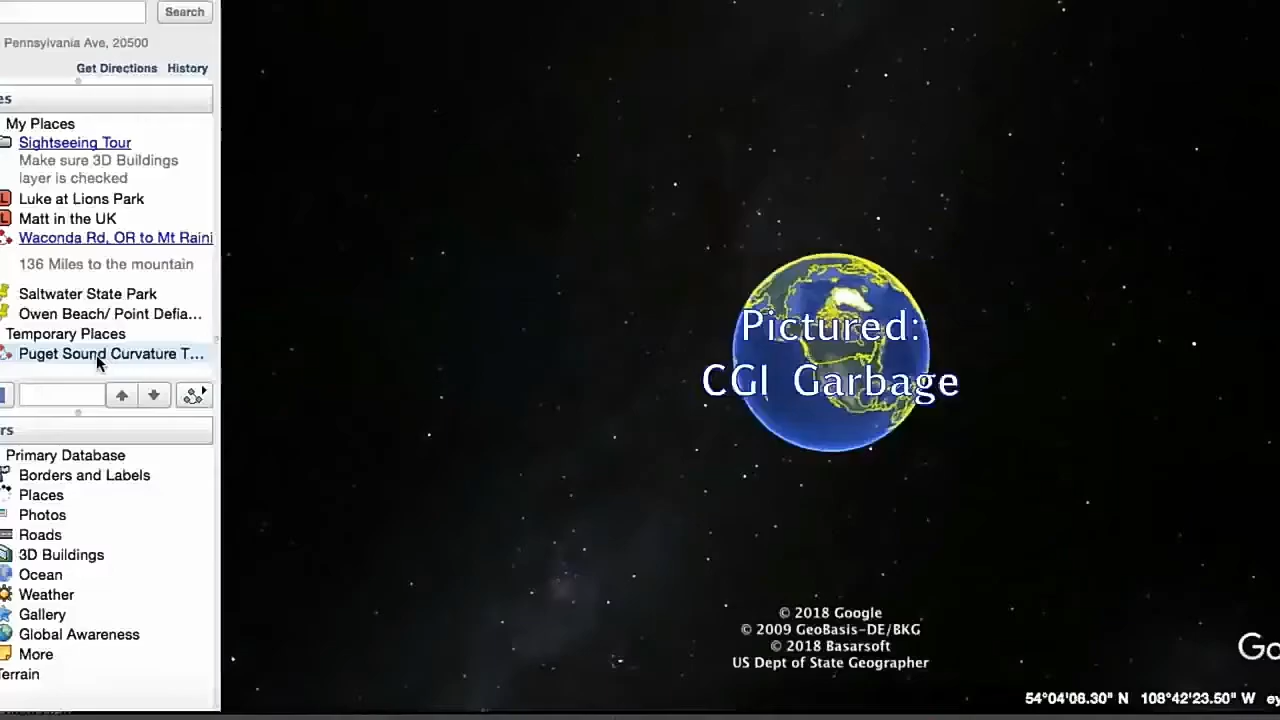 Search
Pennsylvania Ave, 20500
Get Directions History
es
My Places
Sightseeing Tour
Make sure 3D Buildings
layer is checked
Luke at Lions Park
Matt in the UK
Waconda Rd, OR to Mt Raini
136 Miles to the mountain
Saltwater State Park
Owen Beach/ Point Defia...
Temporary Places
Puget Sound Curvature T...
rs
Primary Database
Borders and Labels
Places
Photos
Roads
3D Buildings
Ocean
Weather
Gallery
Global Awareness
More
Terrain
Pictured:
CGI Garbage
© 2018 Google
© 2009 GeoBasis-DE/BKG
© 2018 Basarsoft
US Dept of State Geographer
Go
54°04'06.30" N 108°42'23.50" W ey